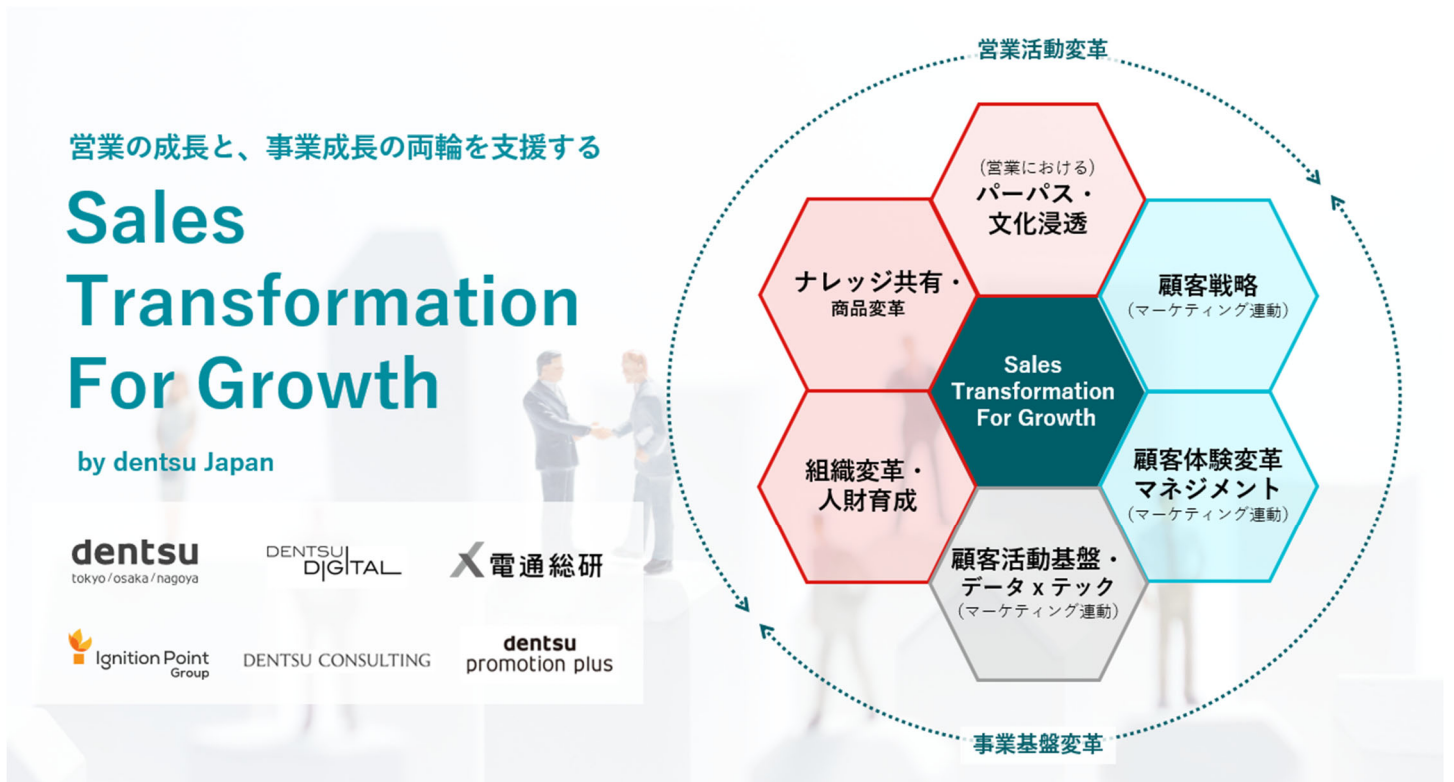 営業の成長と、事業成長の両輪を支援する
Sales
Transformation
For Growth
by dentsu Japan
dentsu
tokyo/osaka/nagoya
DENTSU
DIGITAL
電通総研
Ignition Point
Group
DENTSU CONSULTING
dentsu
promotion plus
営業活動変革
(営業における)
パーパス・
文化浸透
ナレッジ共有・
商品変革
顧客戦略
(マーケティング連動)
Sales
Transformation
For Growth
組織変革・
人財育成
顧客体験変革
マネジメント
(マーケティング連動)
顧客活動基盤・
データ x テック
(マーケティング連動)
事業基盤変革